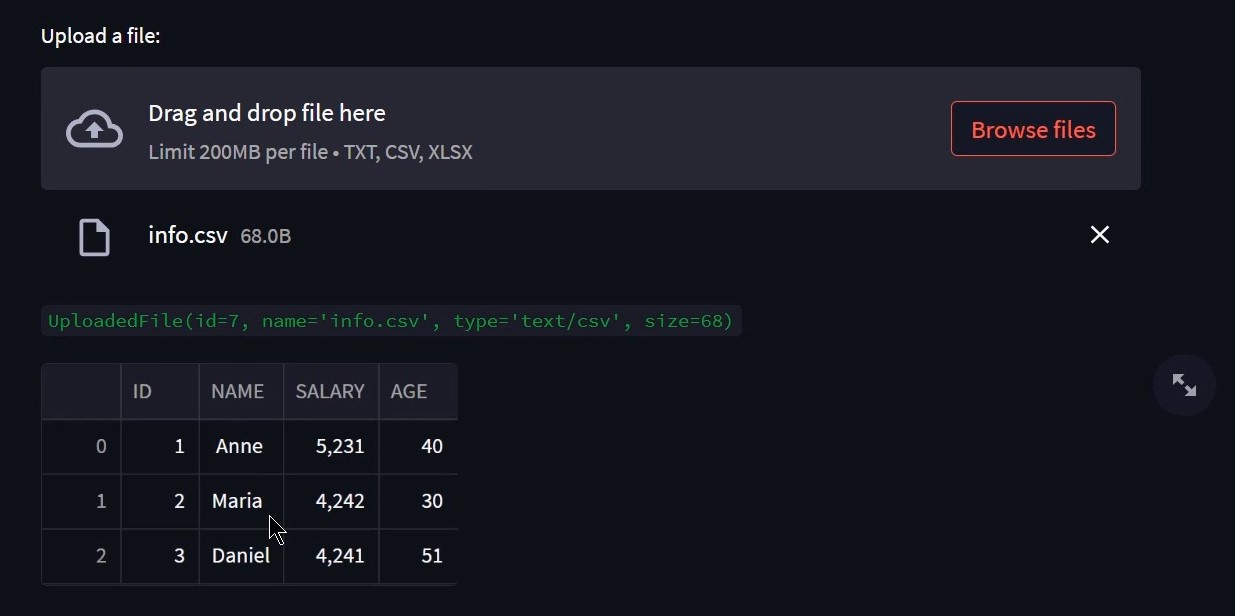 Upload a file:
Drag and drop file here
Limit 200MB per file • TXT, CSV, XLSX
Browse files
info.csv 68.0B
UploadedFile(id=7, name='info.csv', type='text/csv', size=68)
ID NAME SALARY AGE
0 1 Anne 5,231 40
1 2 Maria 4,242 30
2 3 Daniel 4,241 51